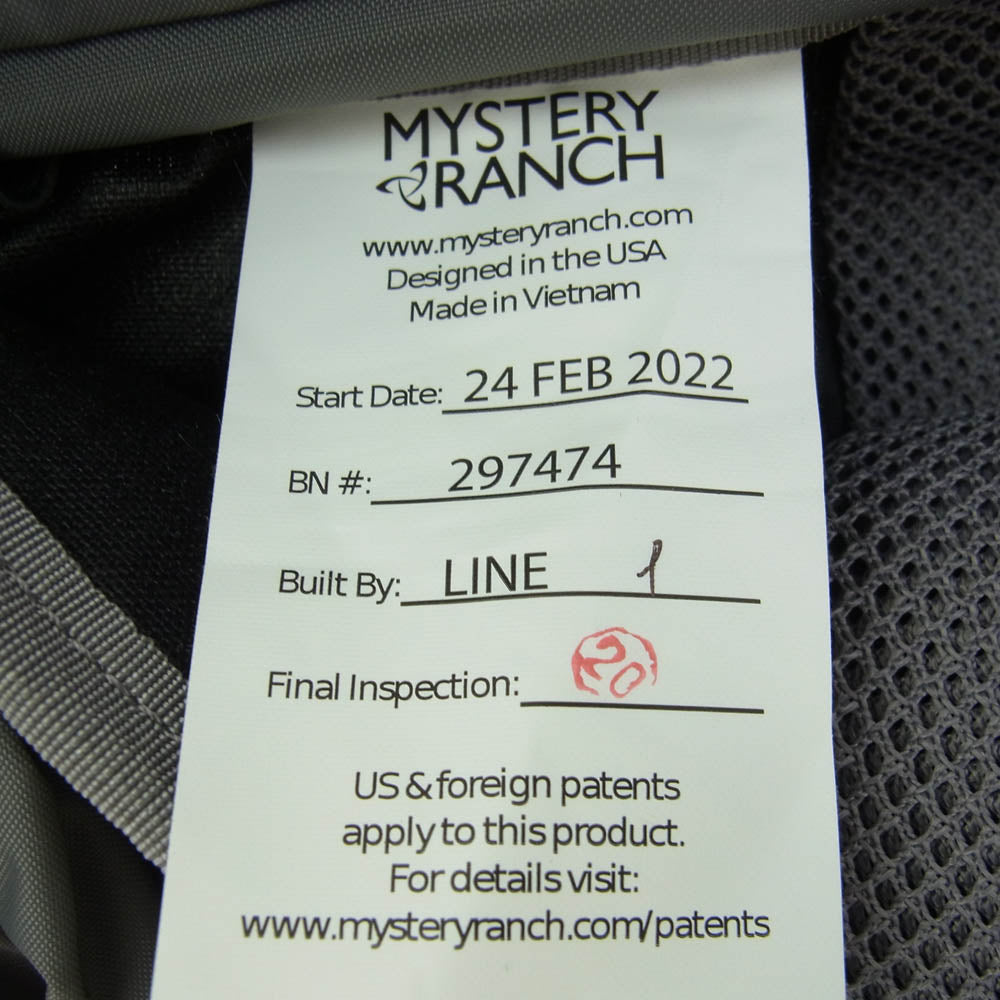 MYSTERY
RANCH
www.mysteryranch.com
Designed in the USA
Made in Vietnam
Start Date: 24 FEB 2022
BN #: 297474
Built By: LINE 1
Final Inspection: 20
US & foreign patents
apply to this product.
For details visit:
www.mysteryranch.com/patents